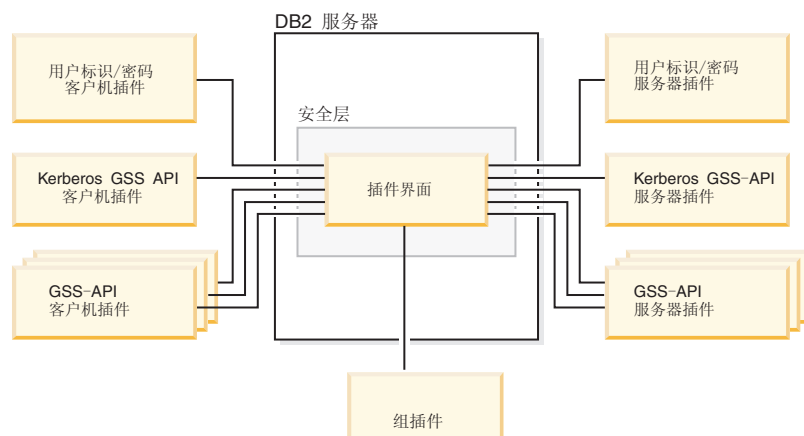 DB2 服务器
用户标识/密码
客户机插件
用户标识/密码
服务器插件
安全层
Kerberos GSS API
客户机插件
插件界面
Kerberos GSS-API
服务器插件
GSS-API
客户机插件
GSS-API
服务器插件
组插件